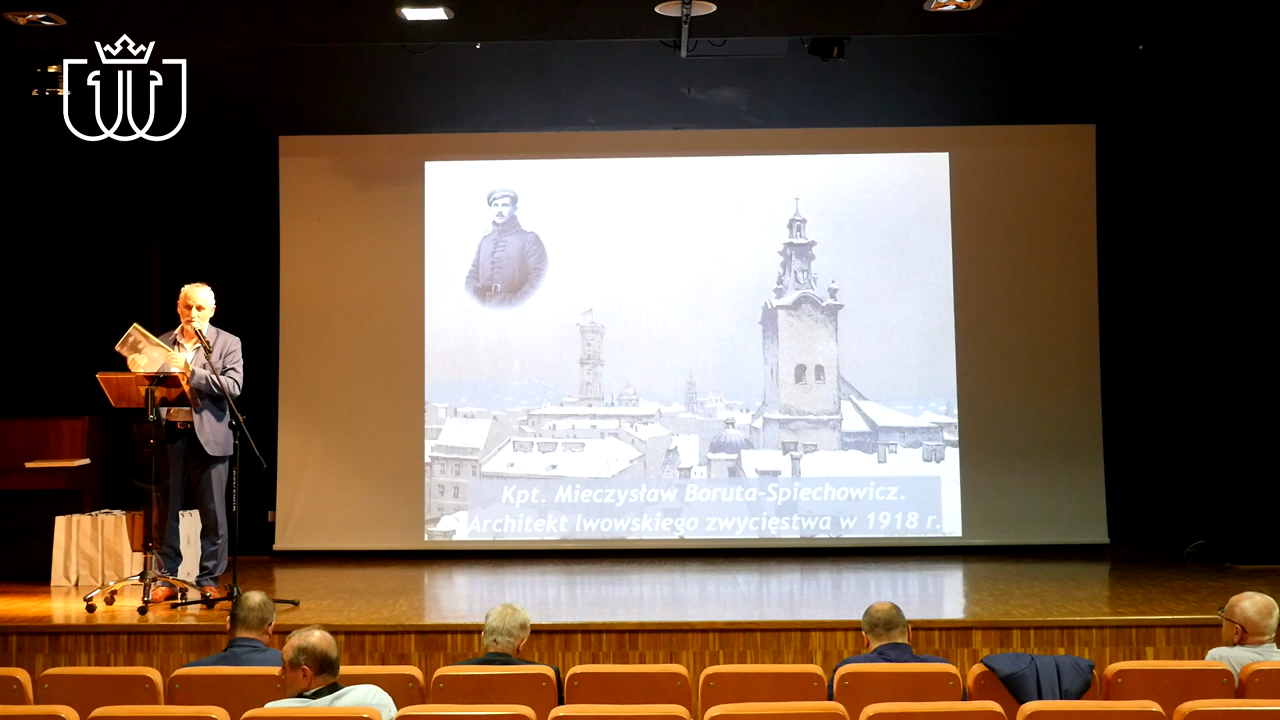 Kpt. Mieczysław Boruta-Spiechowicz.
Architekt lwowskiego zwycięstwa w 1918 r.